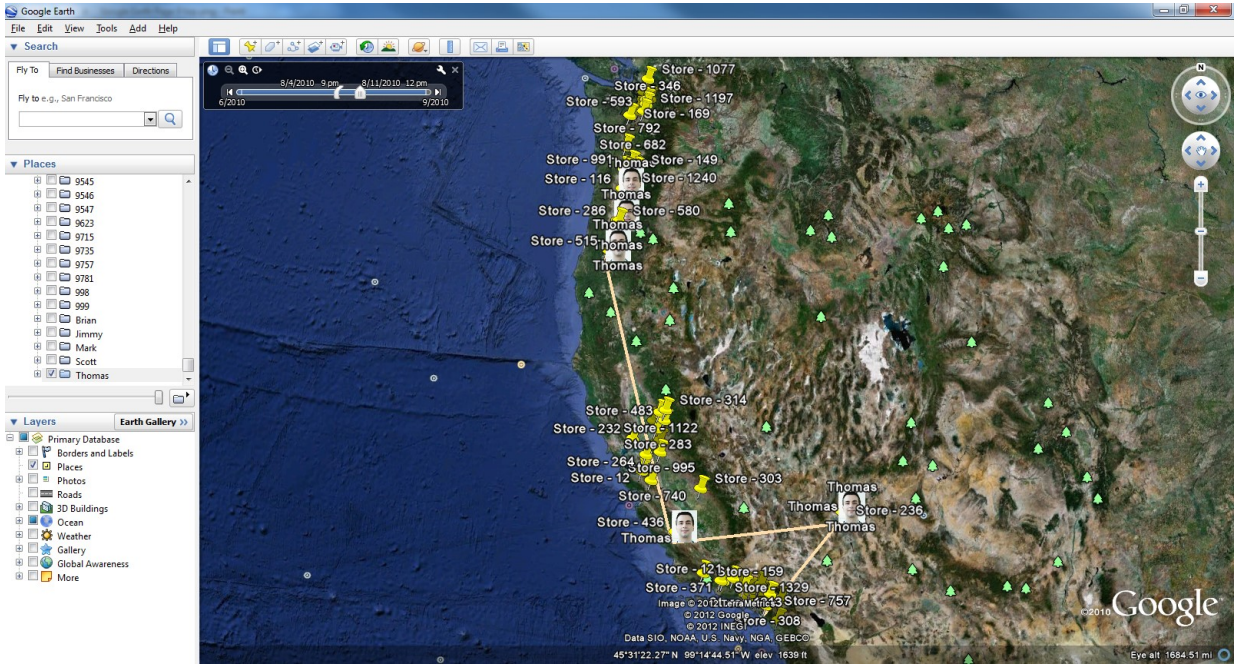 Google Earth
File Edit View Tools Add Help
Search
Fly To Find Businesses Directions
Fly to e.g., San Francisco
Places
9545
9546
9547
9623
9715
9735
9757
9781
998
999
Brian
Jimmy
Mark
Scott
Thomas
Layers Earth Gallery »
Primary Database
Borders and Labels
Places
Photos
Roads
3D Buildings
Ocean
Weather
Gallery
Global Awareness
More
8/4/2010 9 pm 8/11/2010 12 pm
6/2010 9/2010
N
Store - 1077
Store - 346
Store - 593 Store - 1197
Store - 169
Store - 792
Store - 682
Store - 991 Thomas Store - 149
Store - 116 Store - 1240
Thomas
Store - 286 Store - 580
Thomas
Store - 515 Thomas
Thomas
Store - 314
Store - 483
Store - 232 Store - 1122
Store - 283
Store - 264 Store - 995
Store - 12 Store - 303
Store - 740
Thomas
Thomas Store - 236
Store - 436 Thomas
Thomas
Store - 121 Store - 159
Store - 371 Store - 1329
Store - 757
Store - 308
Image © 2012 TerraMetrics
© 2012 Google
© 2012 INEGI
Data SIO, NOAA, U.S. Navy, NGA, GEBCO
©2010 Google
45°31'22.27" N 99°14'44.51" W elev 1639 ft
Eye alt 1684.51 mi